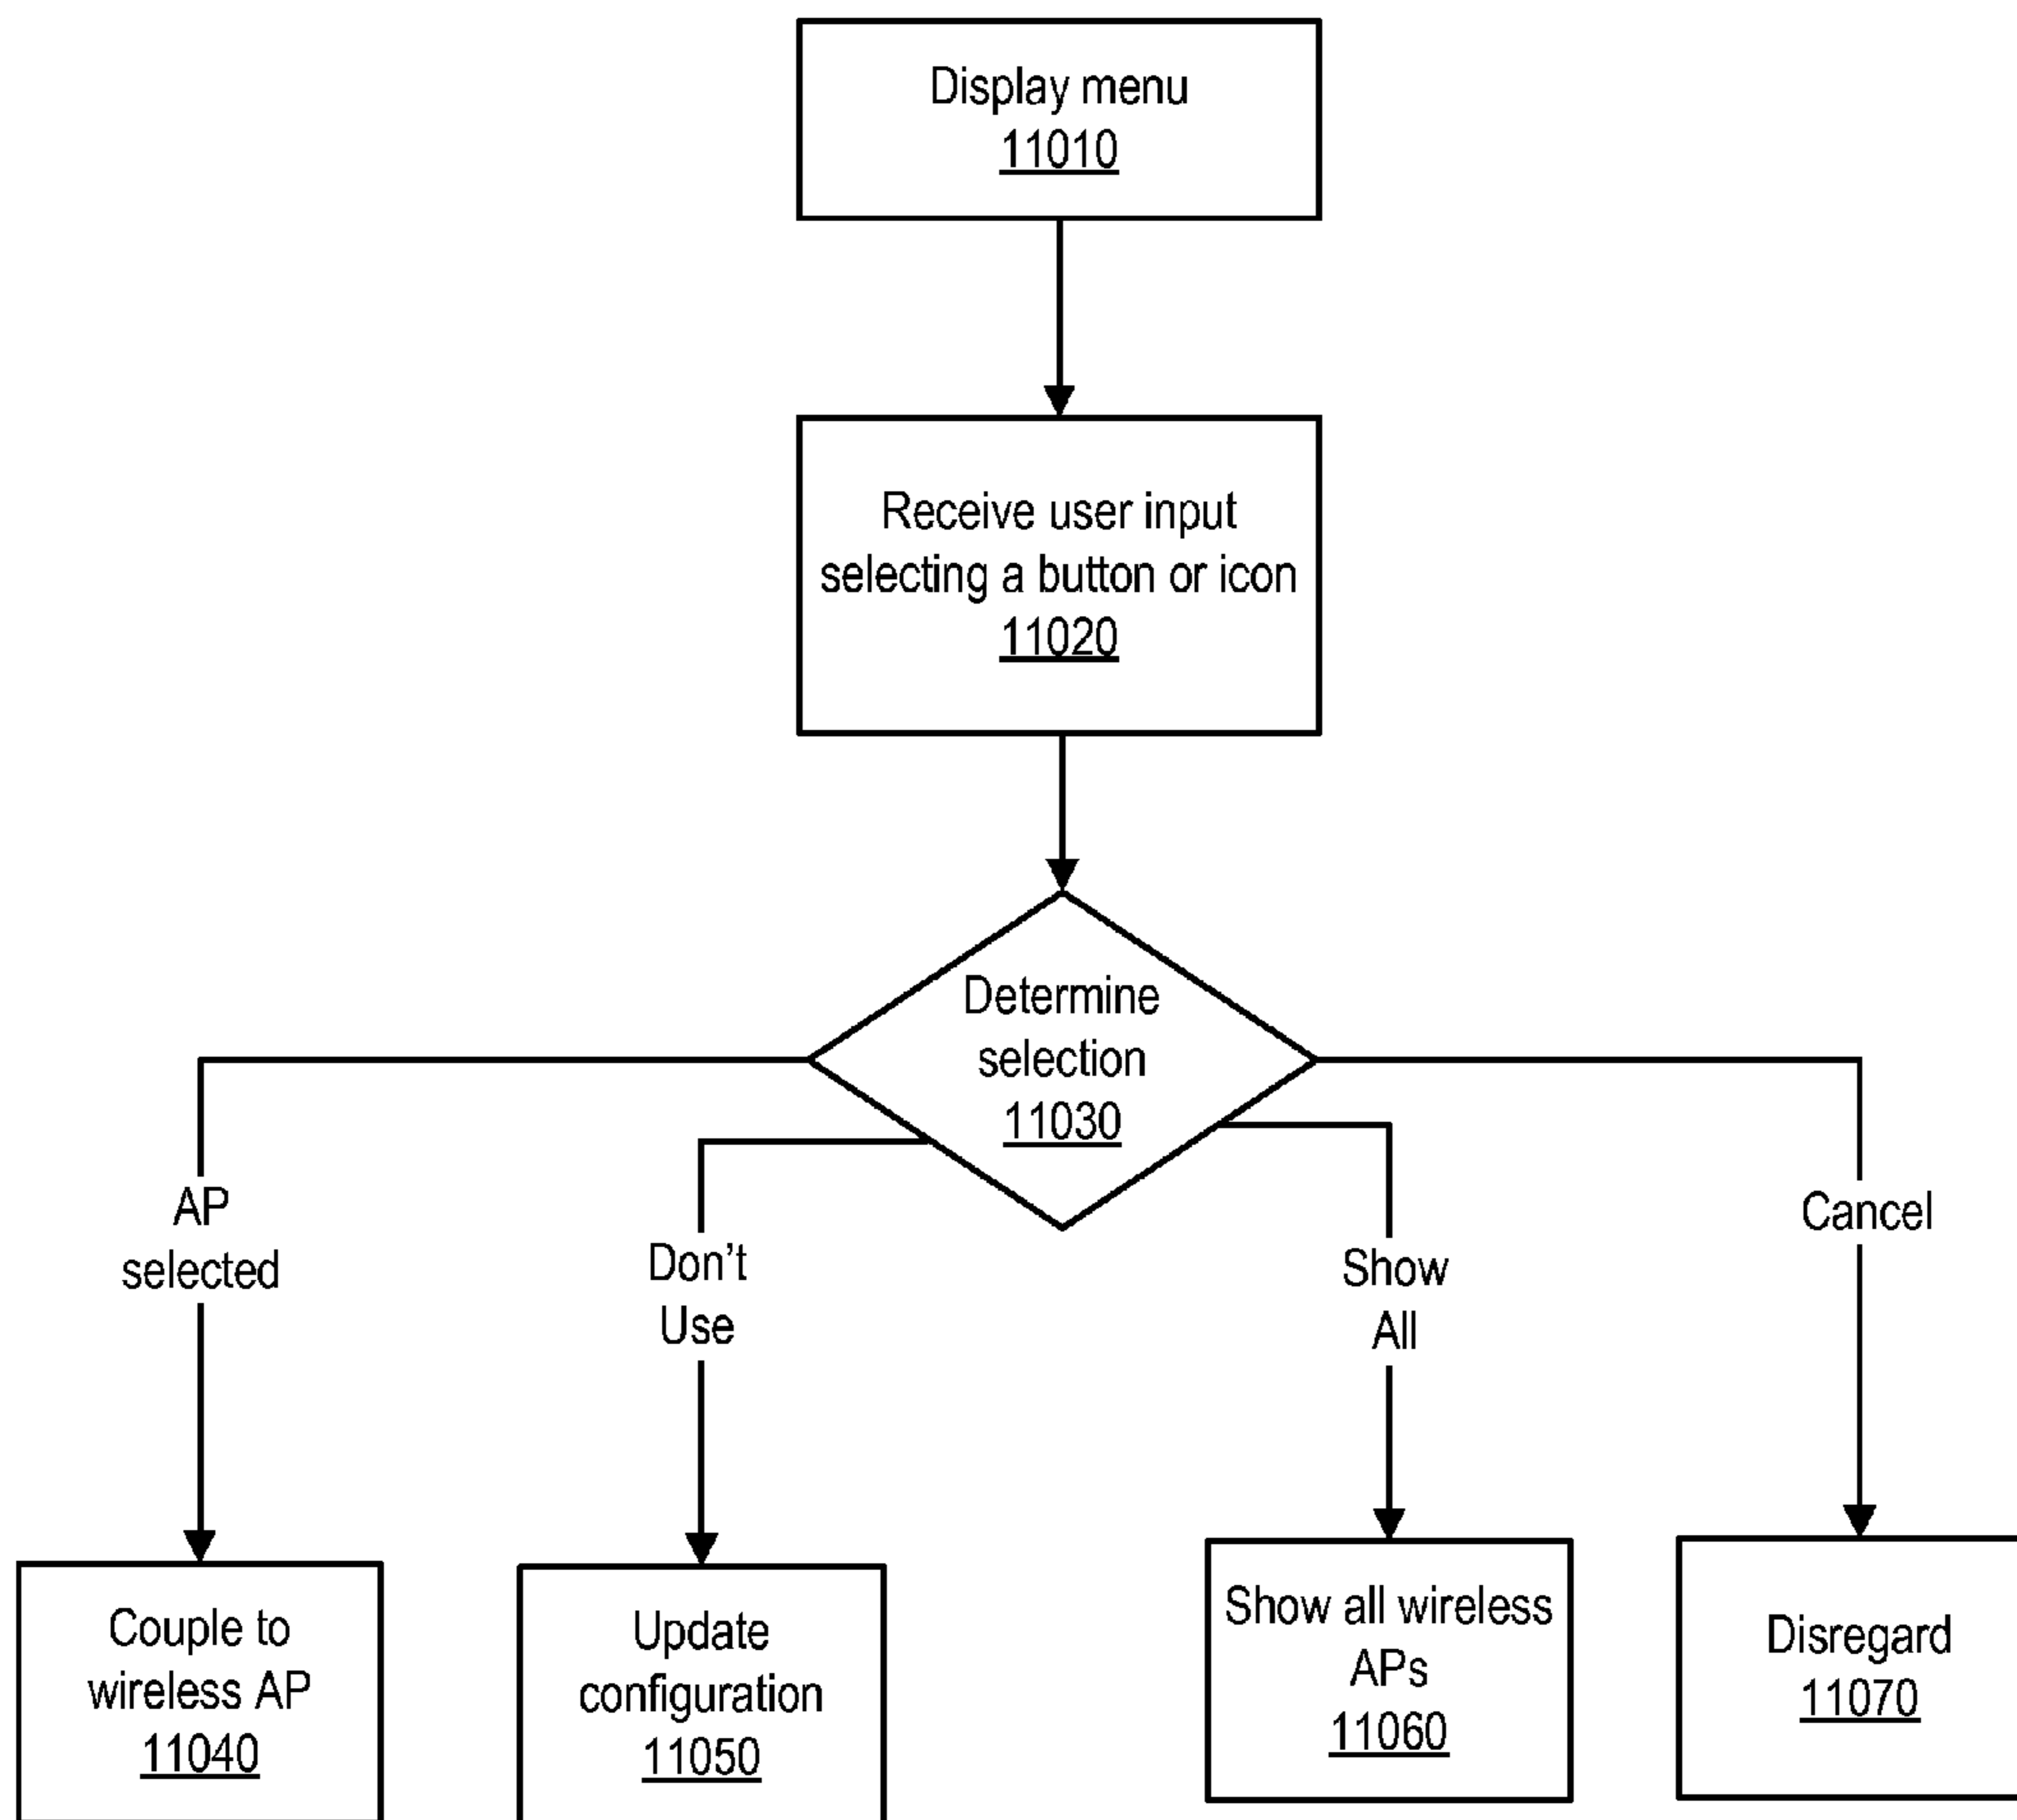 Display menu
11010
Receive user input
selecting a button or icon
11020
Determine
selection
11030
AP
selected
Don't
Use
Show
All
Cancel
Couple to
wireless AP
11040
Update
configuration
11050
Show all wireless
APs
11060
Disregard
11070